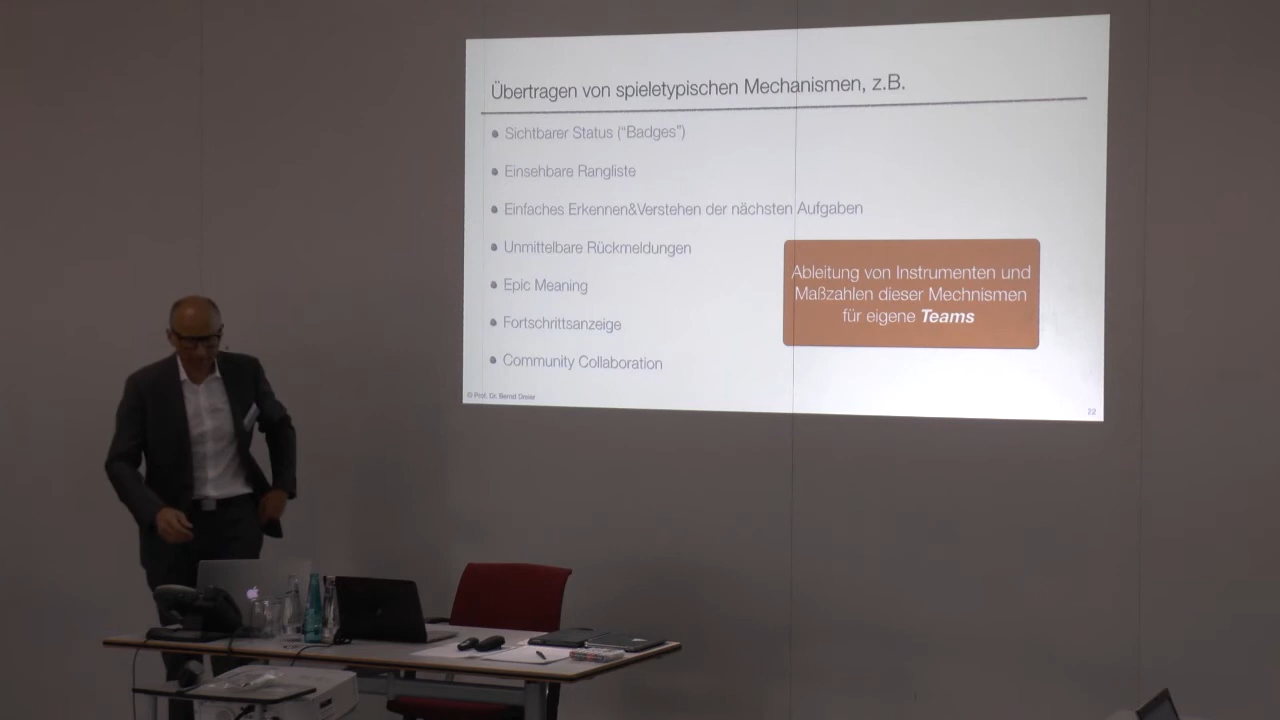 Übertragen von spieletypischen Mechanismen, z.B.
● Sichtbarer Status (“Badges”)
● Einsehbare Rangliste
● Einfaches Erkennen&Verstehen der nächsten Aufgaben
● Unmittelbare Rückmeldungen
● Epic Meaning
● Fortschrittsanzeige
● Community Collaboration
Ableitung von Instrumenten und
Maßzahlen dieser Mechnismen
für eigene Teams
© Prof. Dr. Bernd Dreier
22